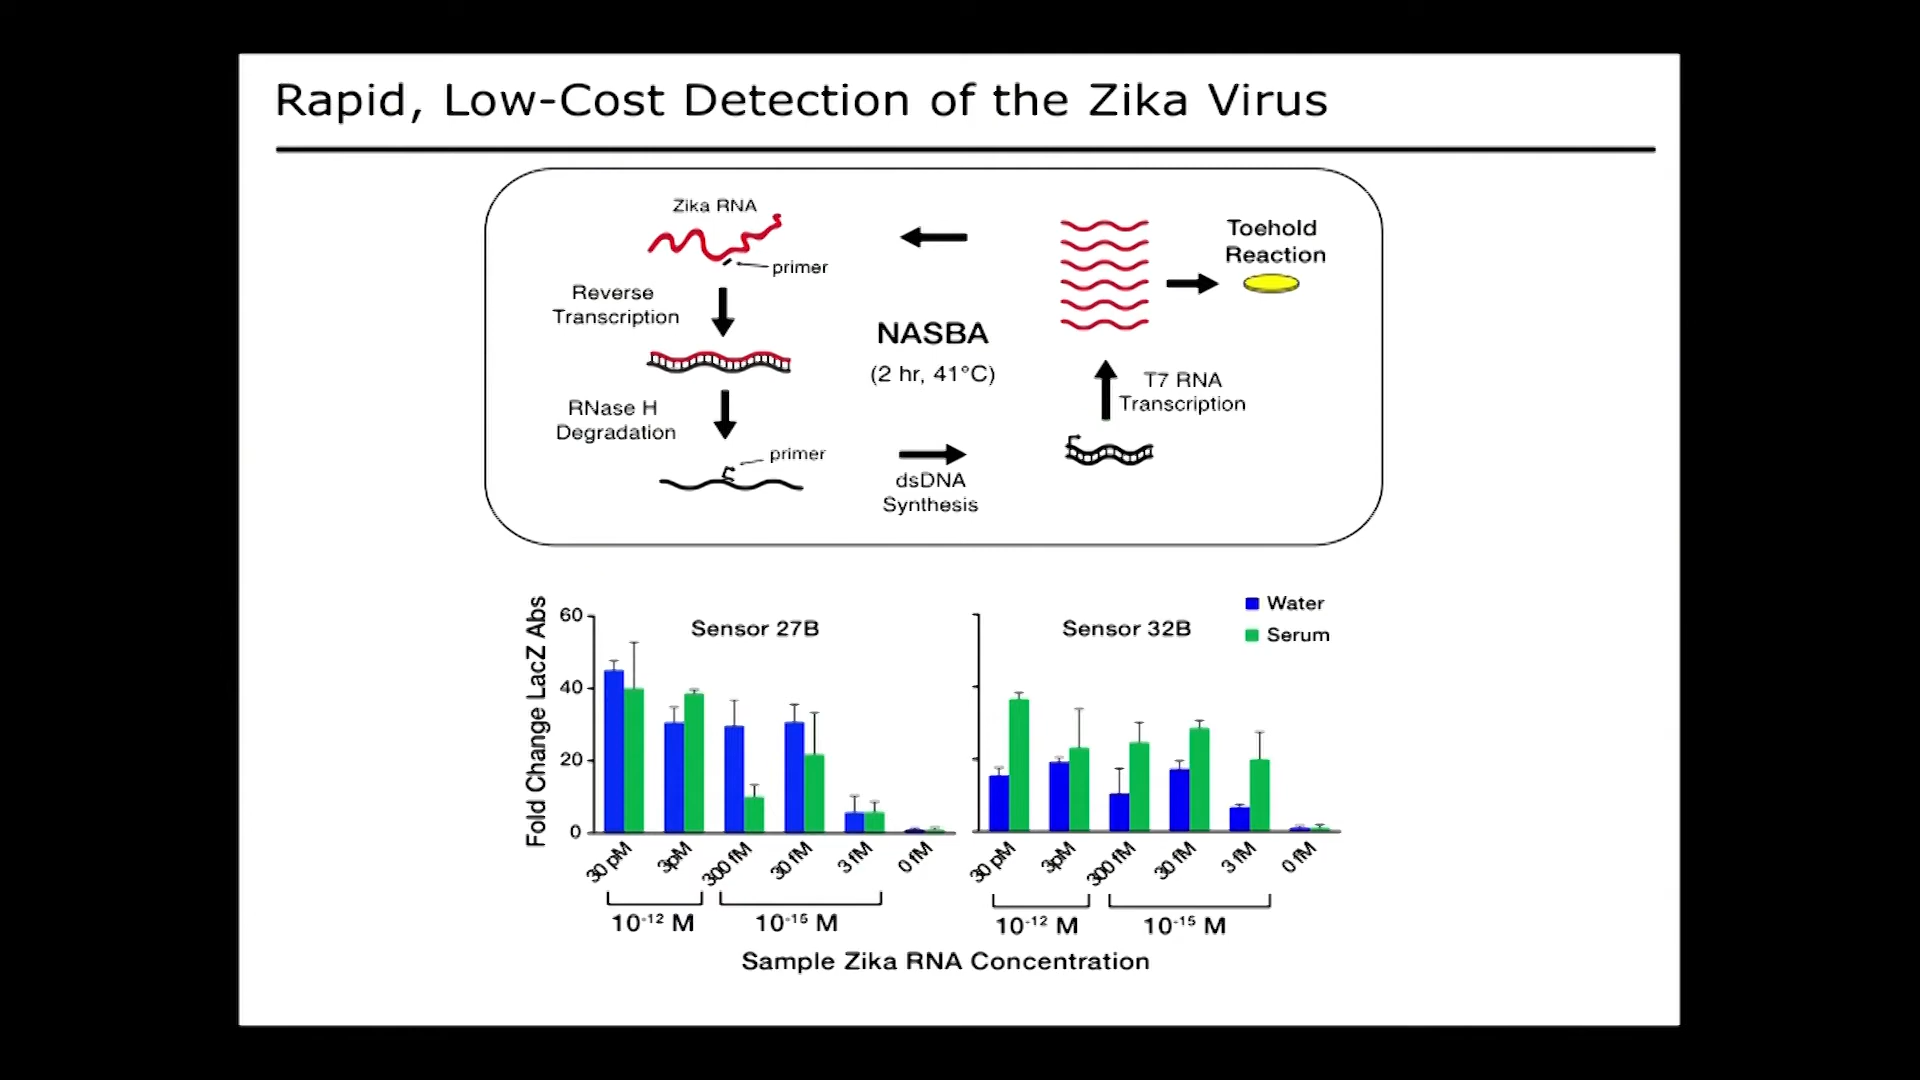 Rapid, Low-Cost Detection of the Zika Virus
Zika RNA
primer
Reverse
Transcription
RNase H
Degradation
primer
NASBA
(2 hr, 41°C)
dsDNA
Synthesis
T7 RNA
Transcription
Toehold
Reaction
Fold Change LacZ Abs
60
40
20
0
Sensor 27B
30 pM
3pM
300 fM
30 fM
3 fM
0 fM
10-12 M
10-15 M
Sensor 32B
Water
Serum
30 pM
3pM
300 fM
30 fM
3 fM
0 fM
10-12 M
10-15 M
Sample Zika RNA Concentration